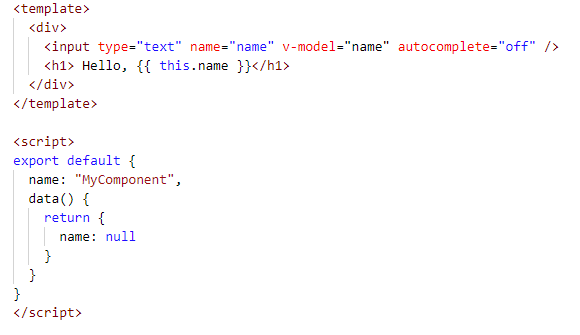 <template>
  <div>
    <input type="text" name="name" v-model="name" autocomplete="off" />
    <h1> Hello, {{ this.name }}</h1>
  </div>
</template>

<script>
export default {
  name: "MyComponent",
  data() {
    return {
      name: null
    }
  }
}
</script>